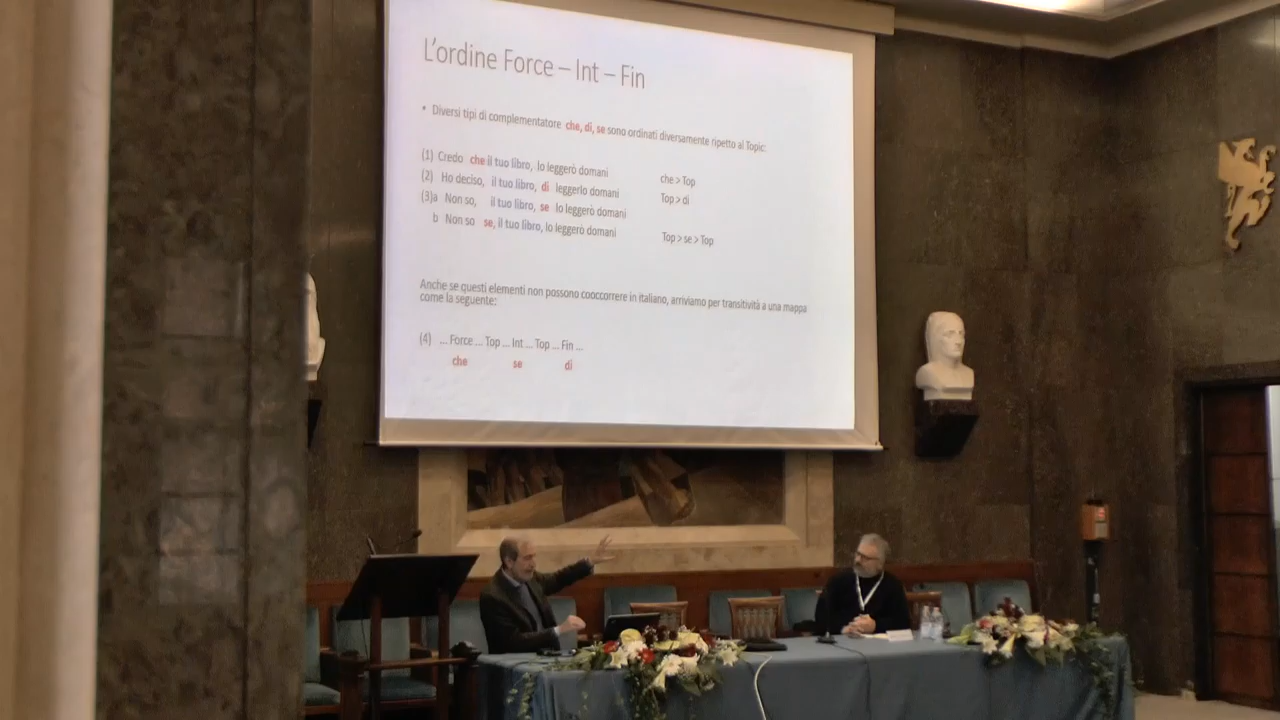 L'ordine Force – Int – Fin
• Diversi tipi di complementatore che, di, se sono ordinati diversamente ripetto al Topic:
(1) Credo che il tuo libro, lo leggerò domani che > Top
(2) Ho deciso, il tuo libro, di leggerlo domani Top > di
(3)a Non so, il tuo libro, se lo leggerò domani
b Non so se, il tuo libro, lo leggerò domani Top > se > Top
Anche se questi elementi non possono cooccorrere in italiano, arriviamo per transitività a una mappa
come la seguente:
(4) ... Force ... Top ... Int ... Top ... Fin ...
che se di